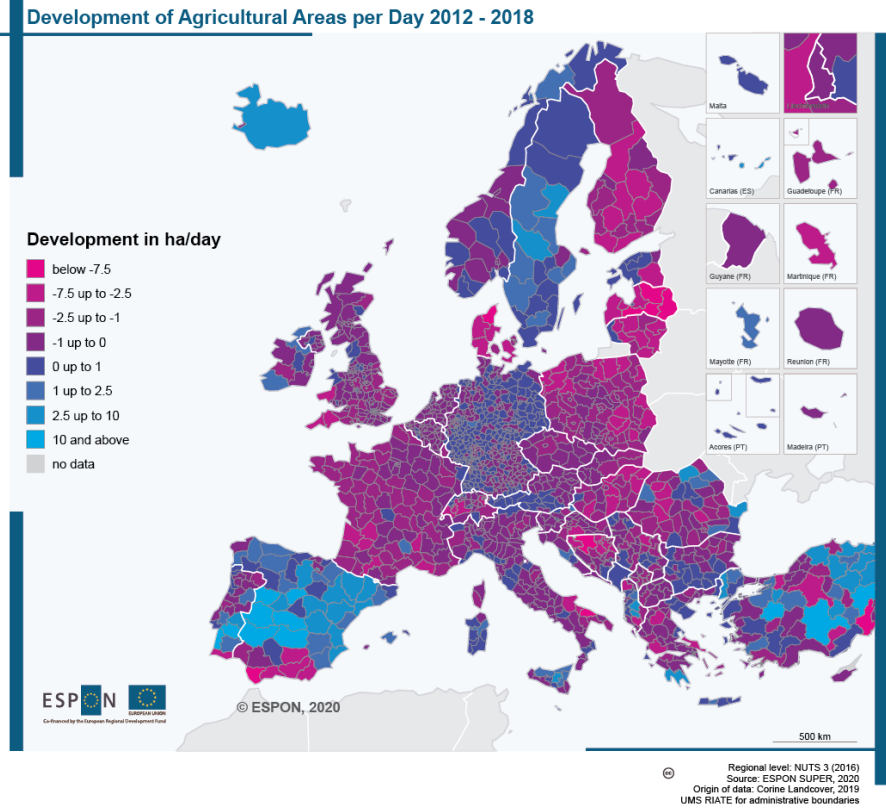 Development of Agricultural Areas per Day 2012 - 2018
Malta
Canarias (ES)
Guadeloupe (FR)
Development in ha/day
below -7.5
-7.5 up to -2.5
-2.5 up to -1
-1 up to 0
0 up to 1
1 up to 2.5
2.5 up to 10
10 and above
no data
Guyane (FR)
Martinique (FR)
Mayotte (FR)
Reunion (FR)
Acores (PT)
Madeira (PT)
ESPON
EUROPEAN UNION
Co-financed by the European Regional Development Fund
© ESPON, 2020
500 km
cc
Regional level: NUTS 3 (2016)
Source: ESPON SUPER, 2020
Origin of data: Corine Landcover, 2019
UMS RIATE for administrative boundaries